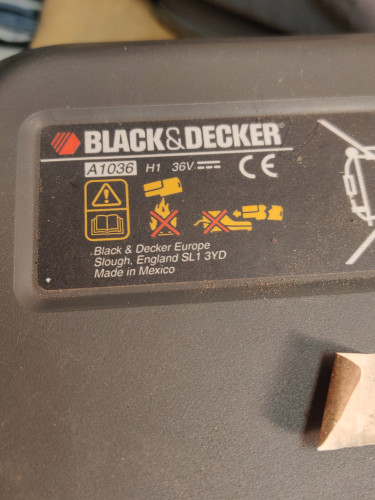 BLACK&DECKER
A1036 H1 36V
CE
Black & Decker Europe
Slough, England SL1 3YD
Made in Mexico